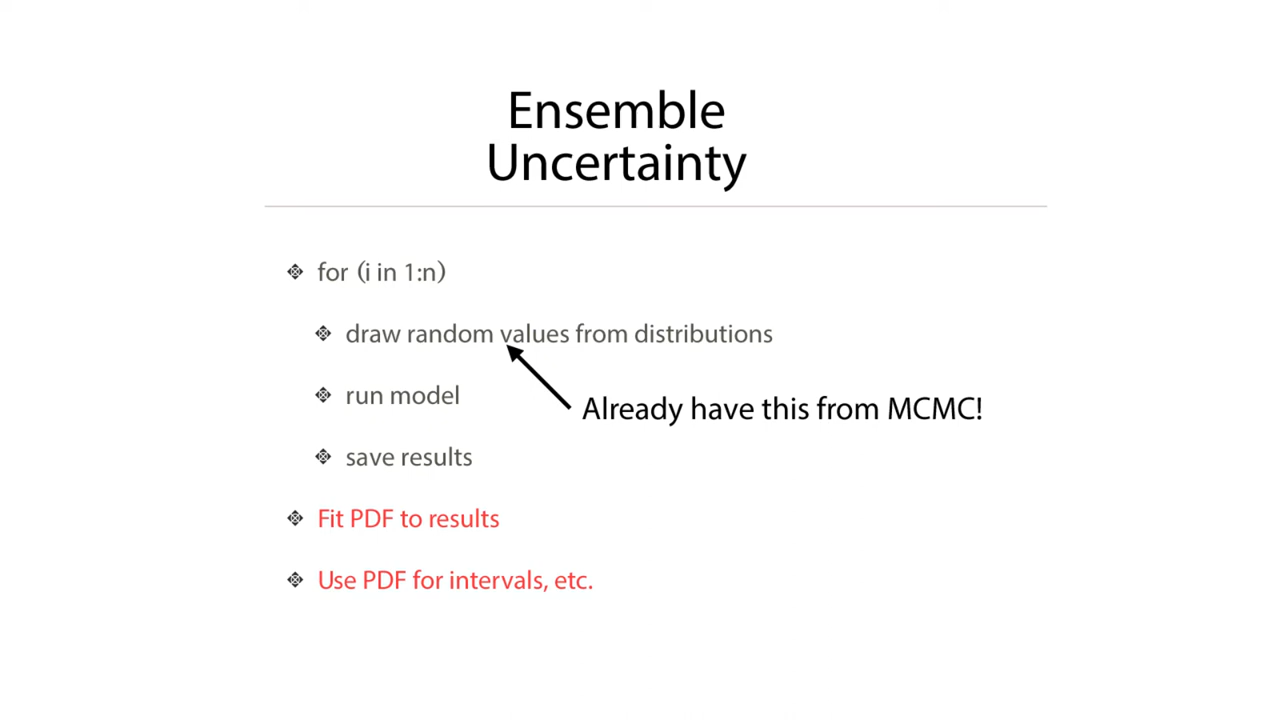 Ensemble
Uncertainty
for (i in 1:n)
draw random values from distributions
run model
Already have this from MCMC!
save results
Fit PDF to results
Use PDF for intervals, etc.